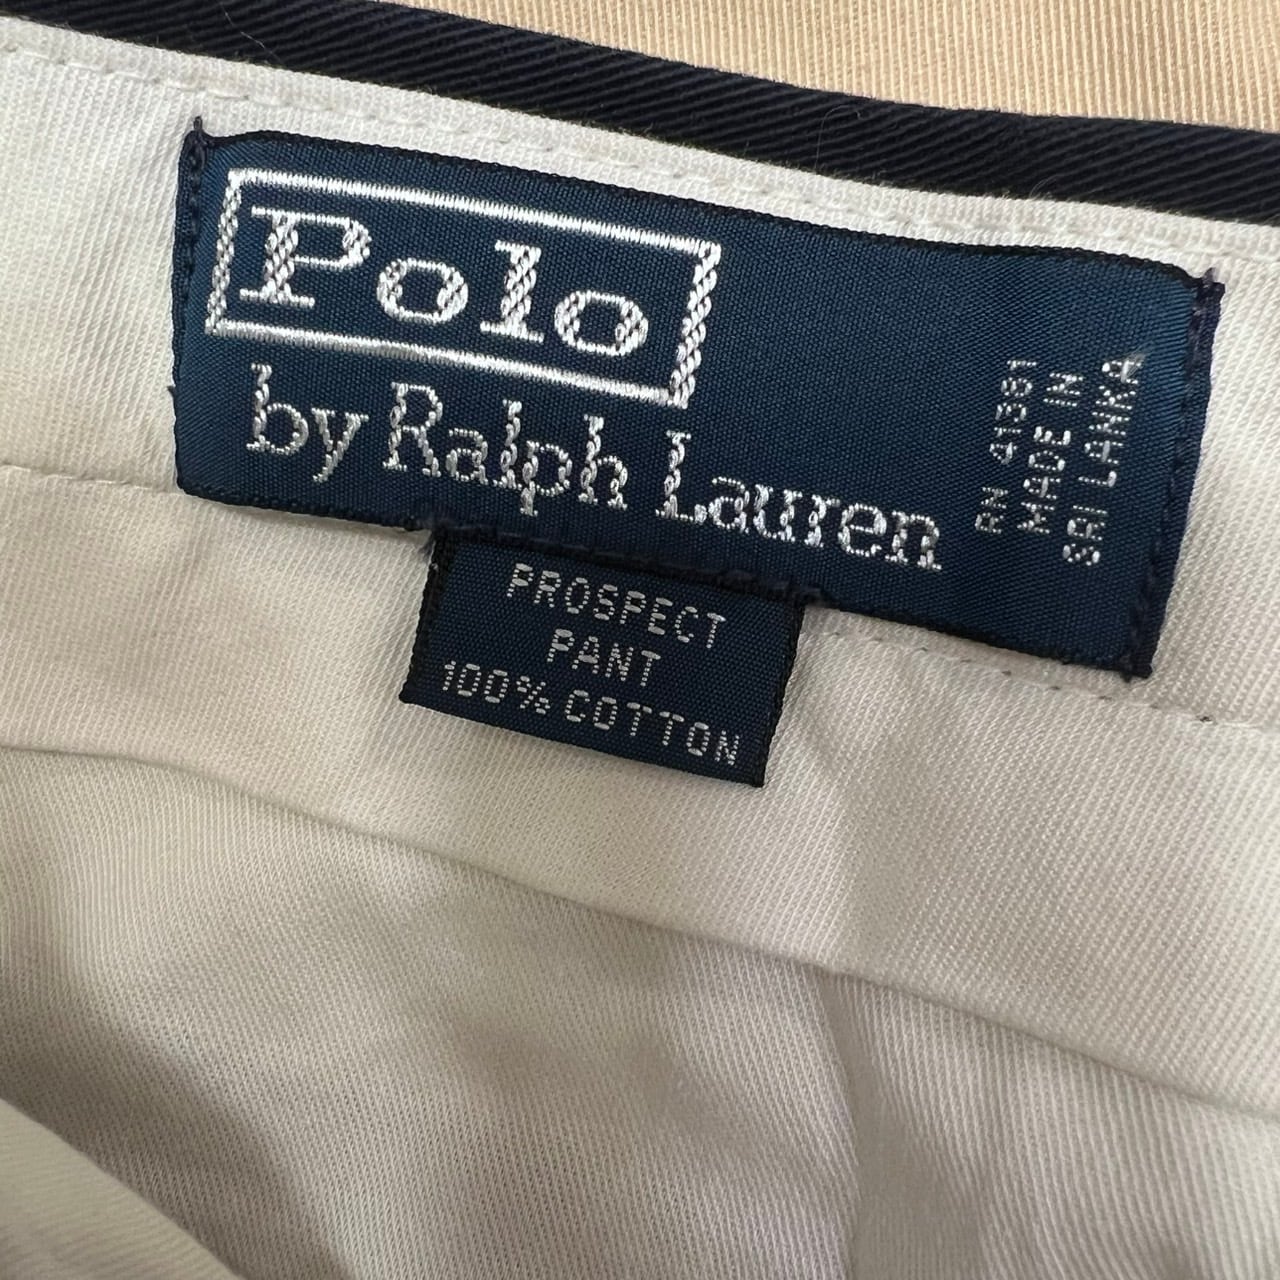 Polo
by Ralph Lauren
RN 41381
MADE IN
SRI LANKA
PROSPECT
PANT
100% COTTON